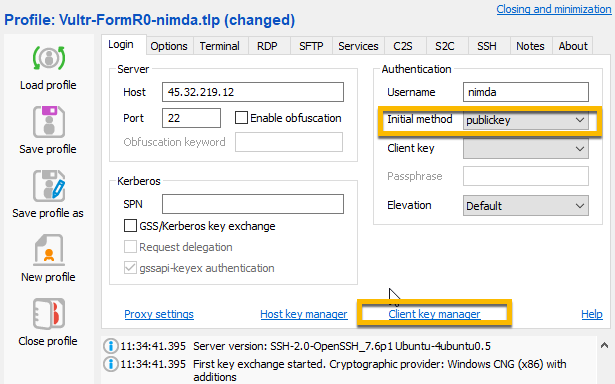 Closing and minimization
Profile: Vultr-FormR0-nimda.tlp (changed)
Load profile
Save profile
Save profile as
New profile
Close profile
Login Options Terminal RDP SFTP Services C2S S2C SSH Notes About
Server
Host 45.32.219.12
Port 22 Enable obfuscation
Obfuscation keyword
Kerberos
SPN
GSS/Kerberos key exchange
Request delegation
gssapi-keyex authentication
Authentication
Username nimda
Initial method publickey
Client key
Passphrase
Elevation Default
Proxy settings Host key manager Client key manager Help
11:34:41.395 Server version: SSH-2.0-OpenSSH_7.6p1 Ubuntu-4ubuntu0.5
11:34:41.395 First key exchange started. Cryptographic provider: Windows CNG (x86) with
additions